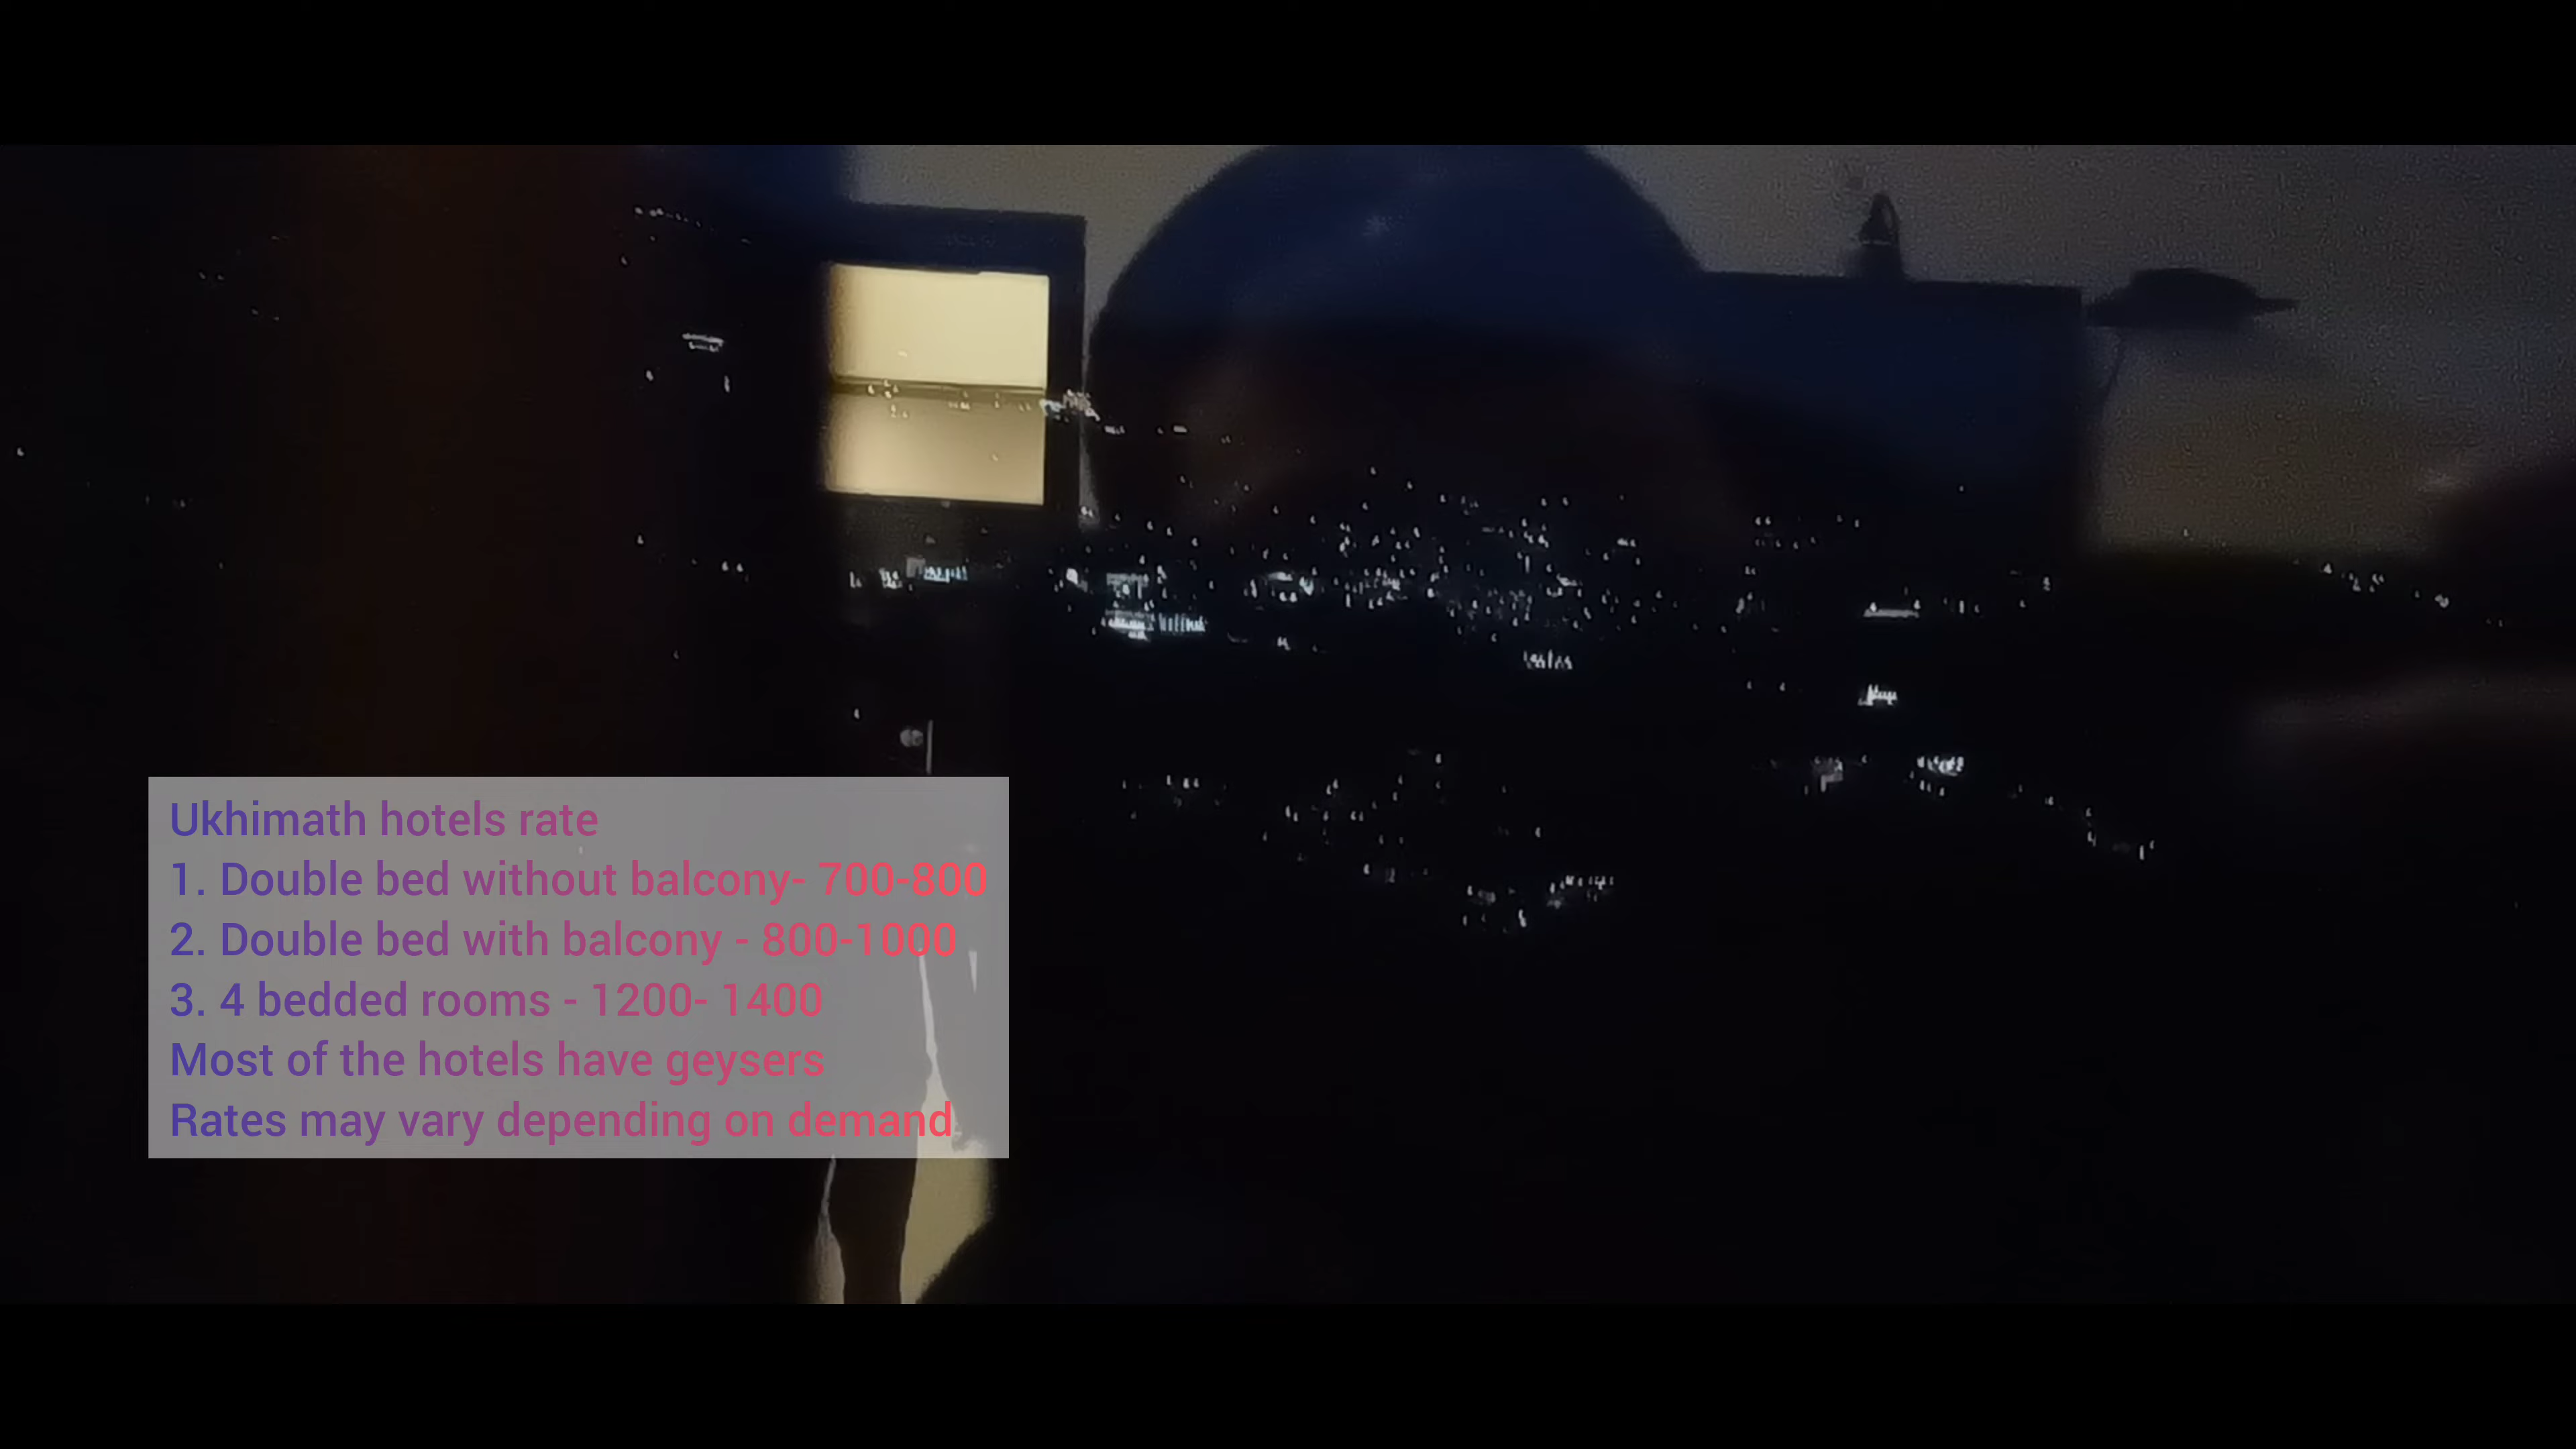 Ukhimath hotels rate
1. Double bed without balcony- 700-800
2. Double bed with balcony - 800-1000
3. 4 bedded rooms - 1200- 1400
Most of the hotels have geysers
Rates may vary depending on demand